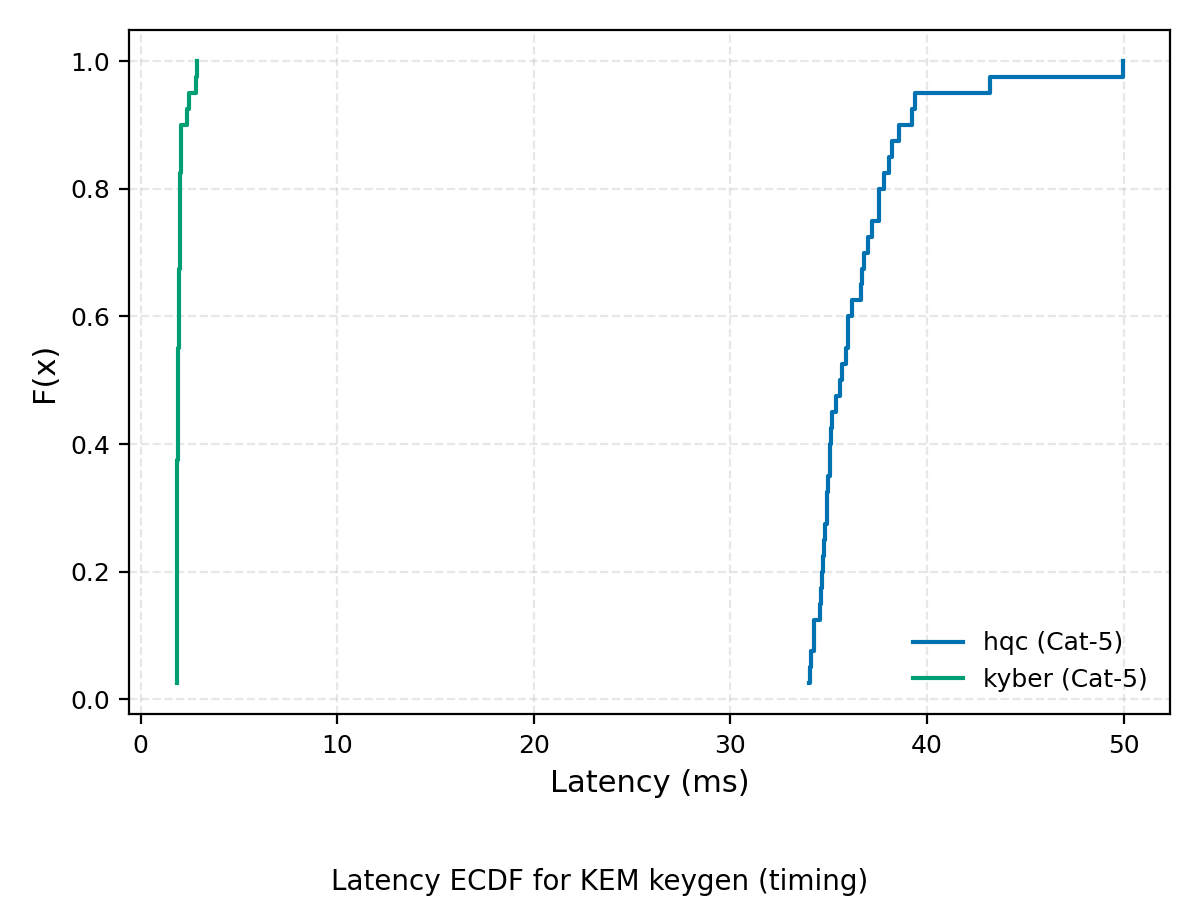 1.0
0.8
0.6
0.4
0.2
0.0
F(x)
hqc (Cat-5)
kyber (Cat-5)
0 10 20 30 40 50
Latency (ms)
Latency ECDF for KEM keygen (timing)